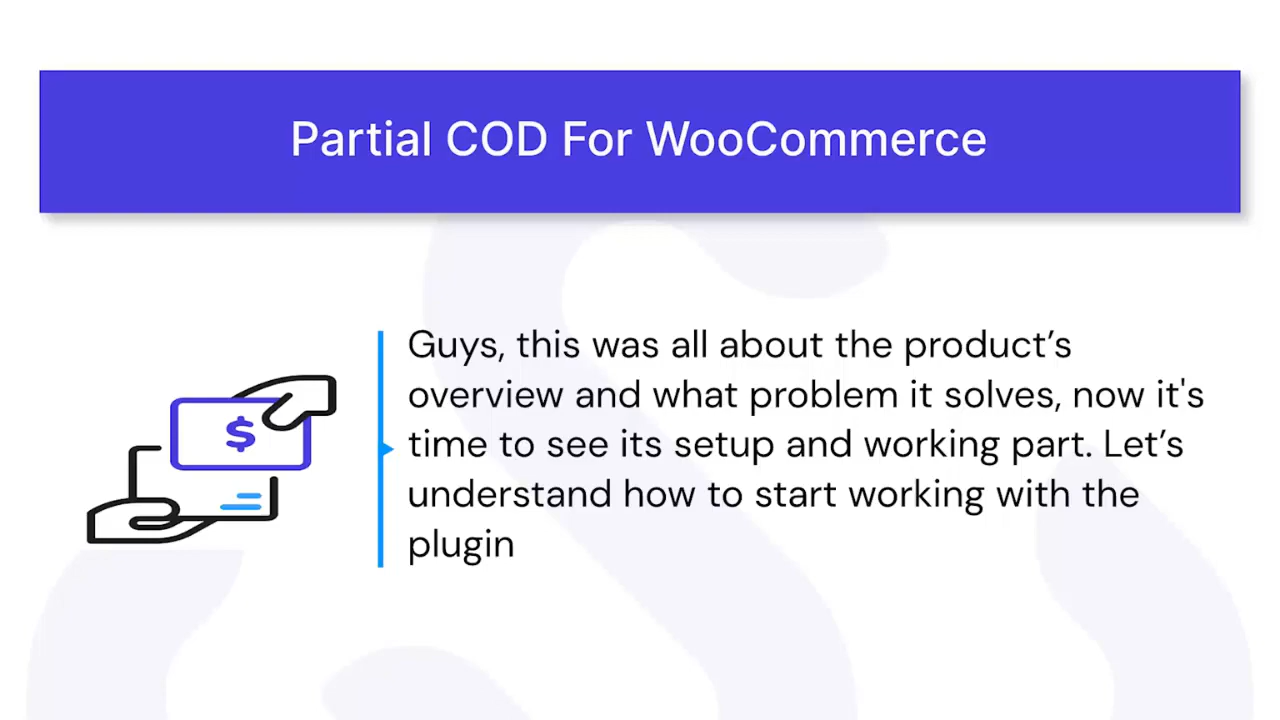 Partial COD For WooCommerce
Guys, this was all about the product’s
overview and what problem it solves, now it's
time to see its setup and working part. Let’s
understand how to start working with the
plugin
$